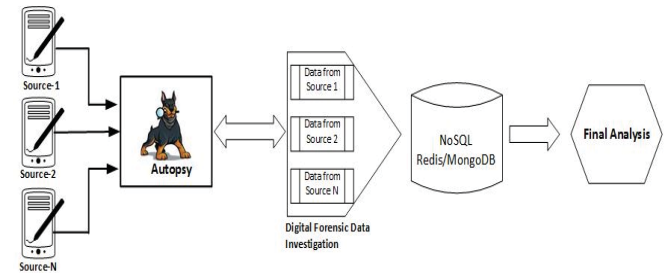 Source-1
Source-2
Source-N
Autopsy
Data from
Source 1
Data from
Source 2
Data from
Source N
Digital Forensic Data
Investigation
NoSQL
Redis/MongoDB
Final Analysis